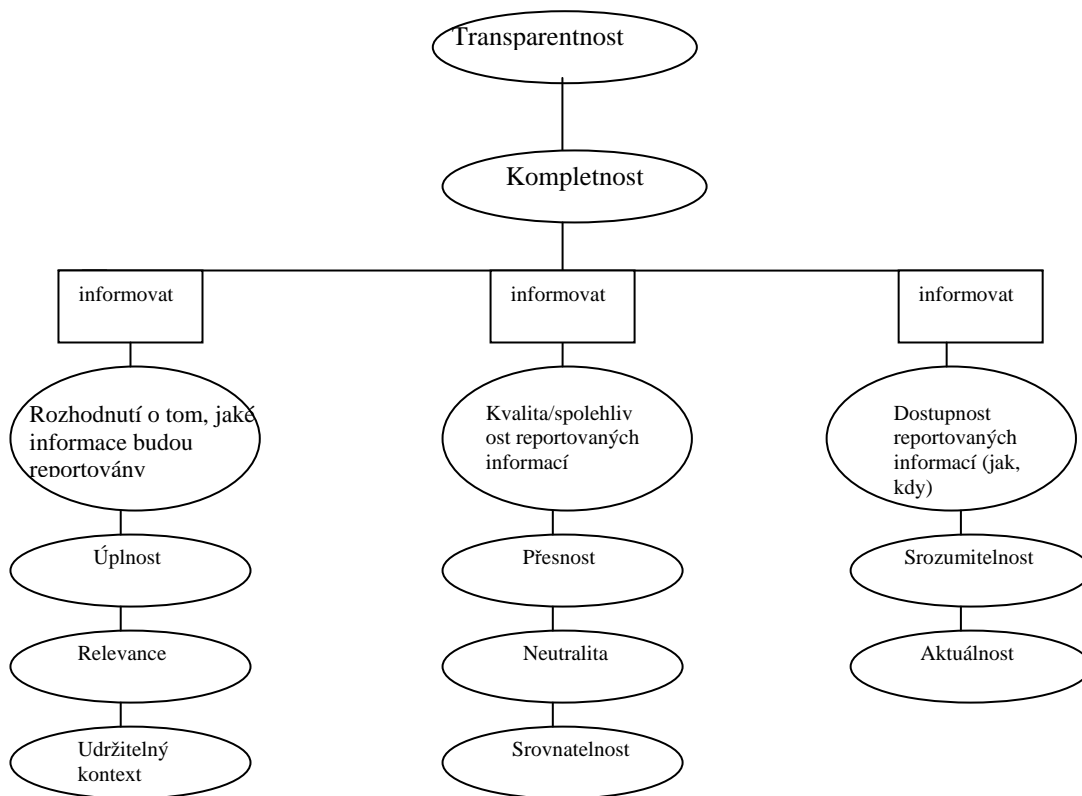 Transparentnost
Kompletnost
informovat
informovat
informovat
Rozhodnutí o tom, jaké
informace budou
reportovány
Kvalita/spolehliv
ost reportovaných
informací
Dostupnost
reportovaných
informací (jak,
kdy)
Úplnost
Přesnost
Srozumitelnost
Relevance
Neutralita
Aktuálnost
Udržitelný
kontext
Srovnatelnost